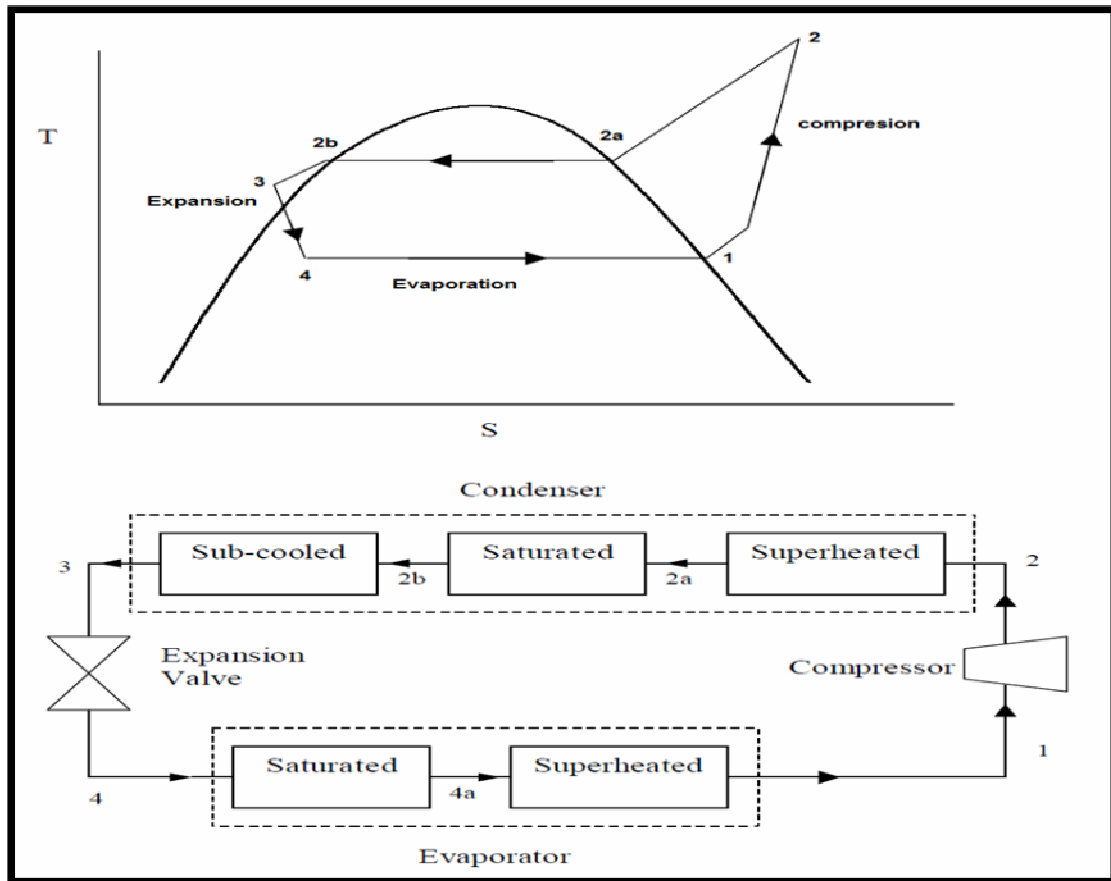 2
T
compresion
2b
2a
3
Expansion
4
1
Evaporation
S
Condenser
Sub-cooled
Saturated
Superheated
3
2b
2a
2
Expansion
Valve
Compressor
Saturated
Superheated
1
4
4a
Evaporator